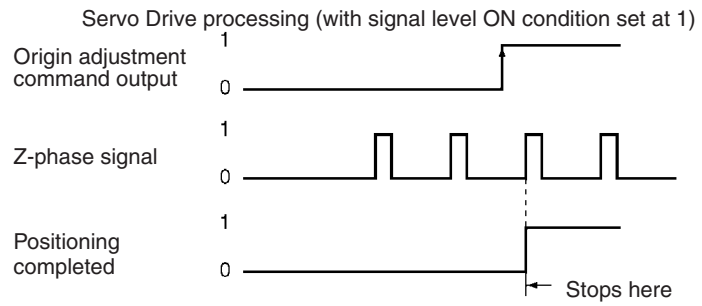 Servo Drive processing (with signal level ON condition set at 1)
1
Origin adjustment
command output
0
1
Z-phase signal
0
1
Positioning
completed
0
Stops here